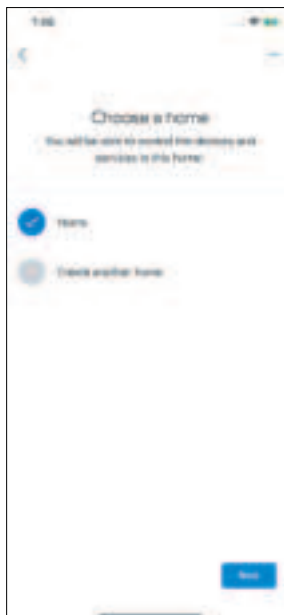 Choose a home
You will be able to control the devices and
services in this home
Home
Create another home
Next